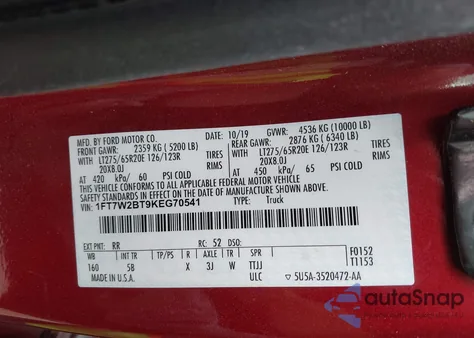 MFD. BY FORD MOTOR CO.
10/19 GVWR: 4536 KG (10000 LB)
FRONT GAWR: 2359 KG ( 5200 LB) REAR GAWR: 2876 KG ( 6340 LB)
WITH LT275/65R20E 126/123R TIRES WITH LT275/65R20E 126/123R TIRES
20X8.0J RIMS 20X8.0J RIMS
AT 420 kPa/ 60 PSI COLD AT 450 kPa/ 65 PSI COLD
THIS VEHICLE CONFORMS TO ALL APPLICABLE FEDERAL MOTOR VEHICLE
SAFETY STANDARDS IN EFFECT ON THE DATE OF MANUFACTURE SHOWN ABOVE.
VIN: 1FT7W2BT9KEG70541 TYPE: Truck
EXT PNT: RR RC: 52 DSO:
WB INT TR TP/PS R AXLE TR SPR
160 5B X 3J W TTJJ
F0152
T1153
MADE IN U.S.A. ULC 5U5A-3520472-AA
autoSnap